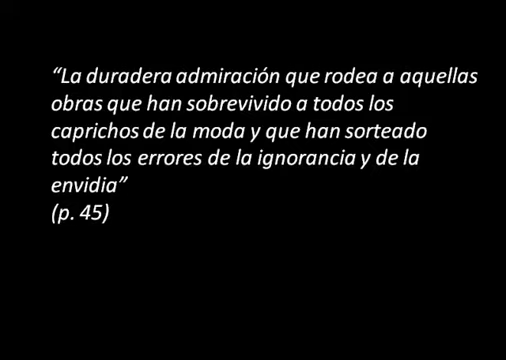 “La duradera admiración que rodea a aquellas
obras que han sobrevivido a todos los
caprichos de la moda y que han sorteado
todos los errores de la ignorancia y de la
envidia”
(p. 45)